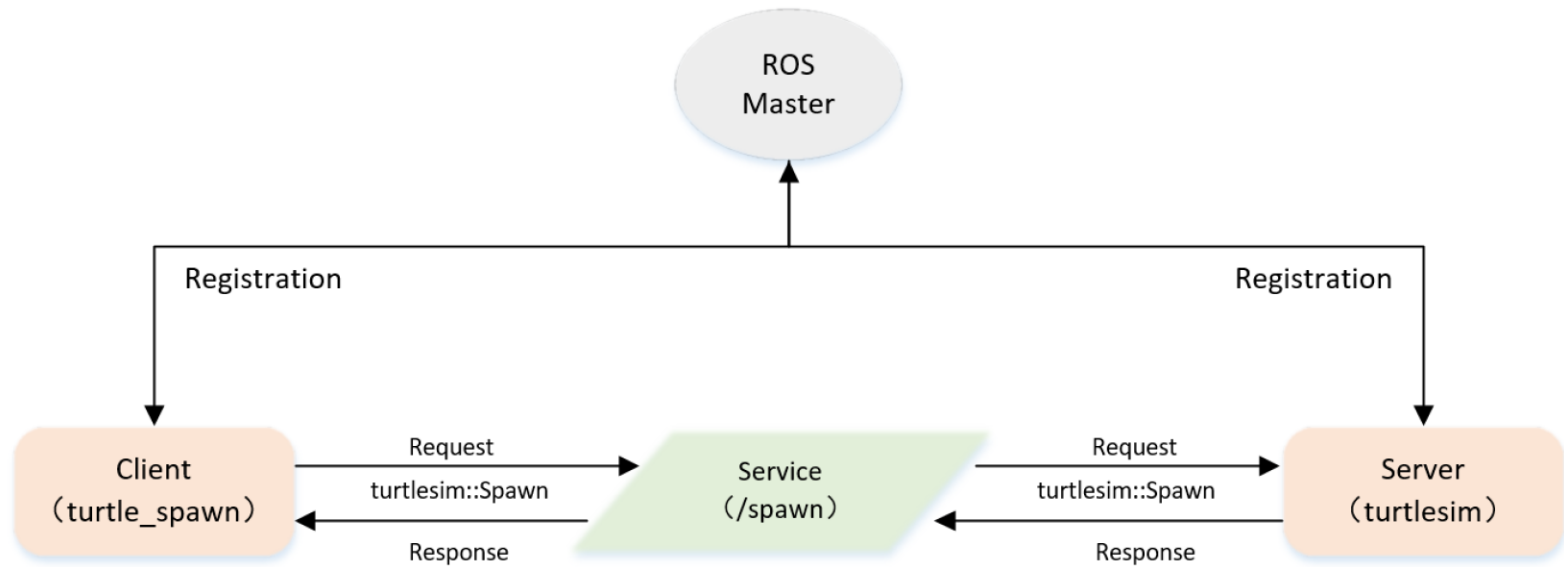 ROS
Master
Registration
Registration
Client
（turtle_spawn）
Request
turtlesim::Spawn
Response
Service
（/spawn）
Request
turtlesim::Spawn
Response
Server
（turtlesim）